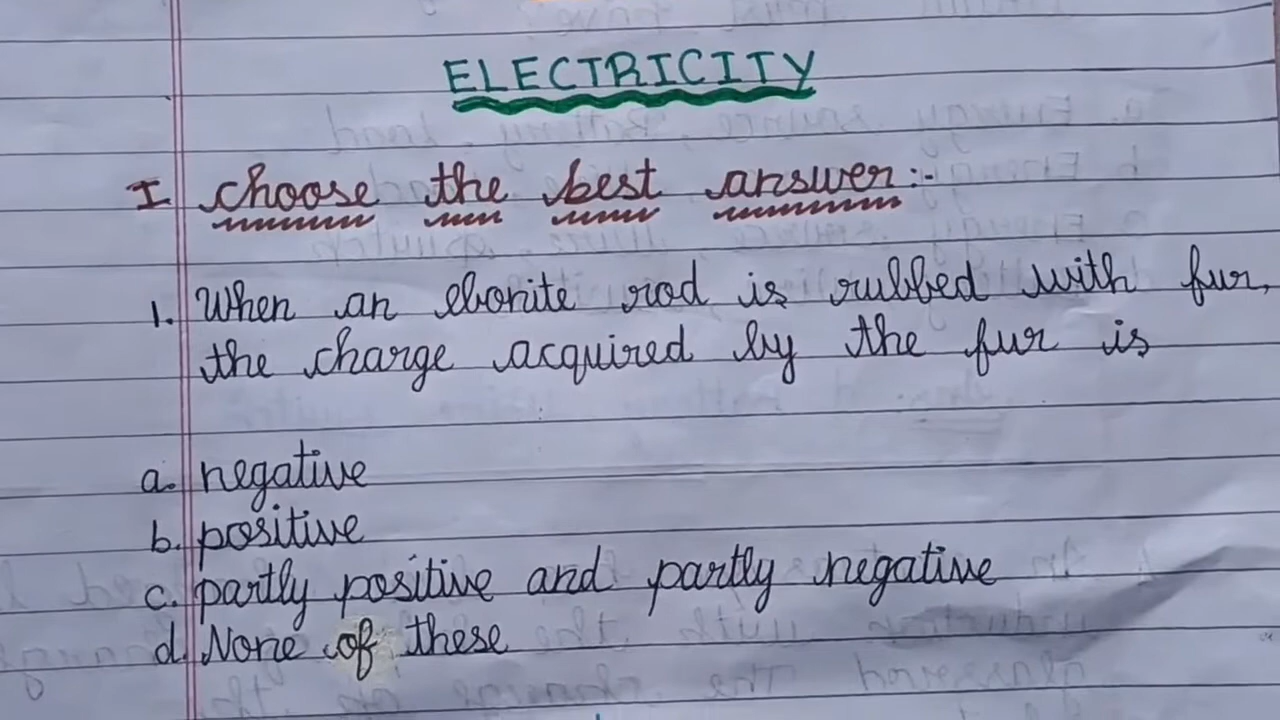 ELECTRICITY
I choose the best answer:-
1. When an ebonite rod is rubbed with fur,
the charge acquired by the fur is
a. negative
b. positive
c. partly positive and partly negative
d. None of these